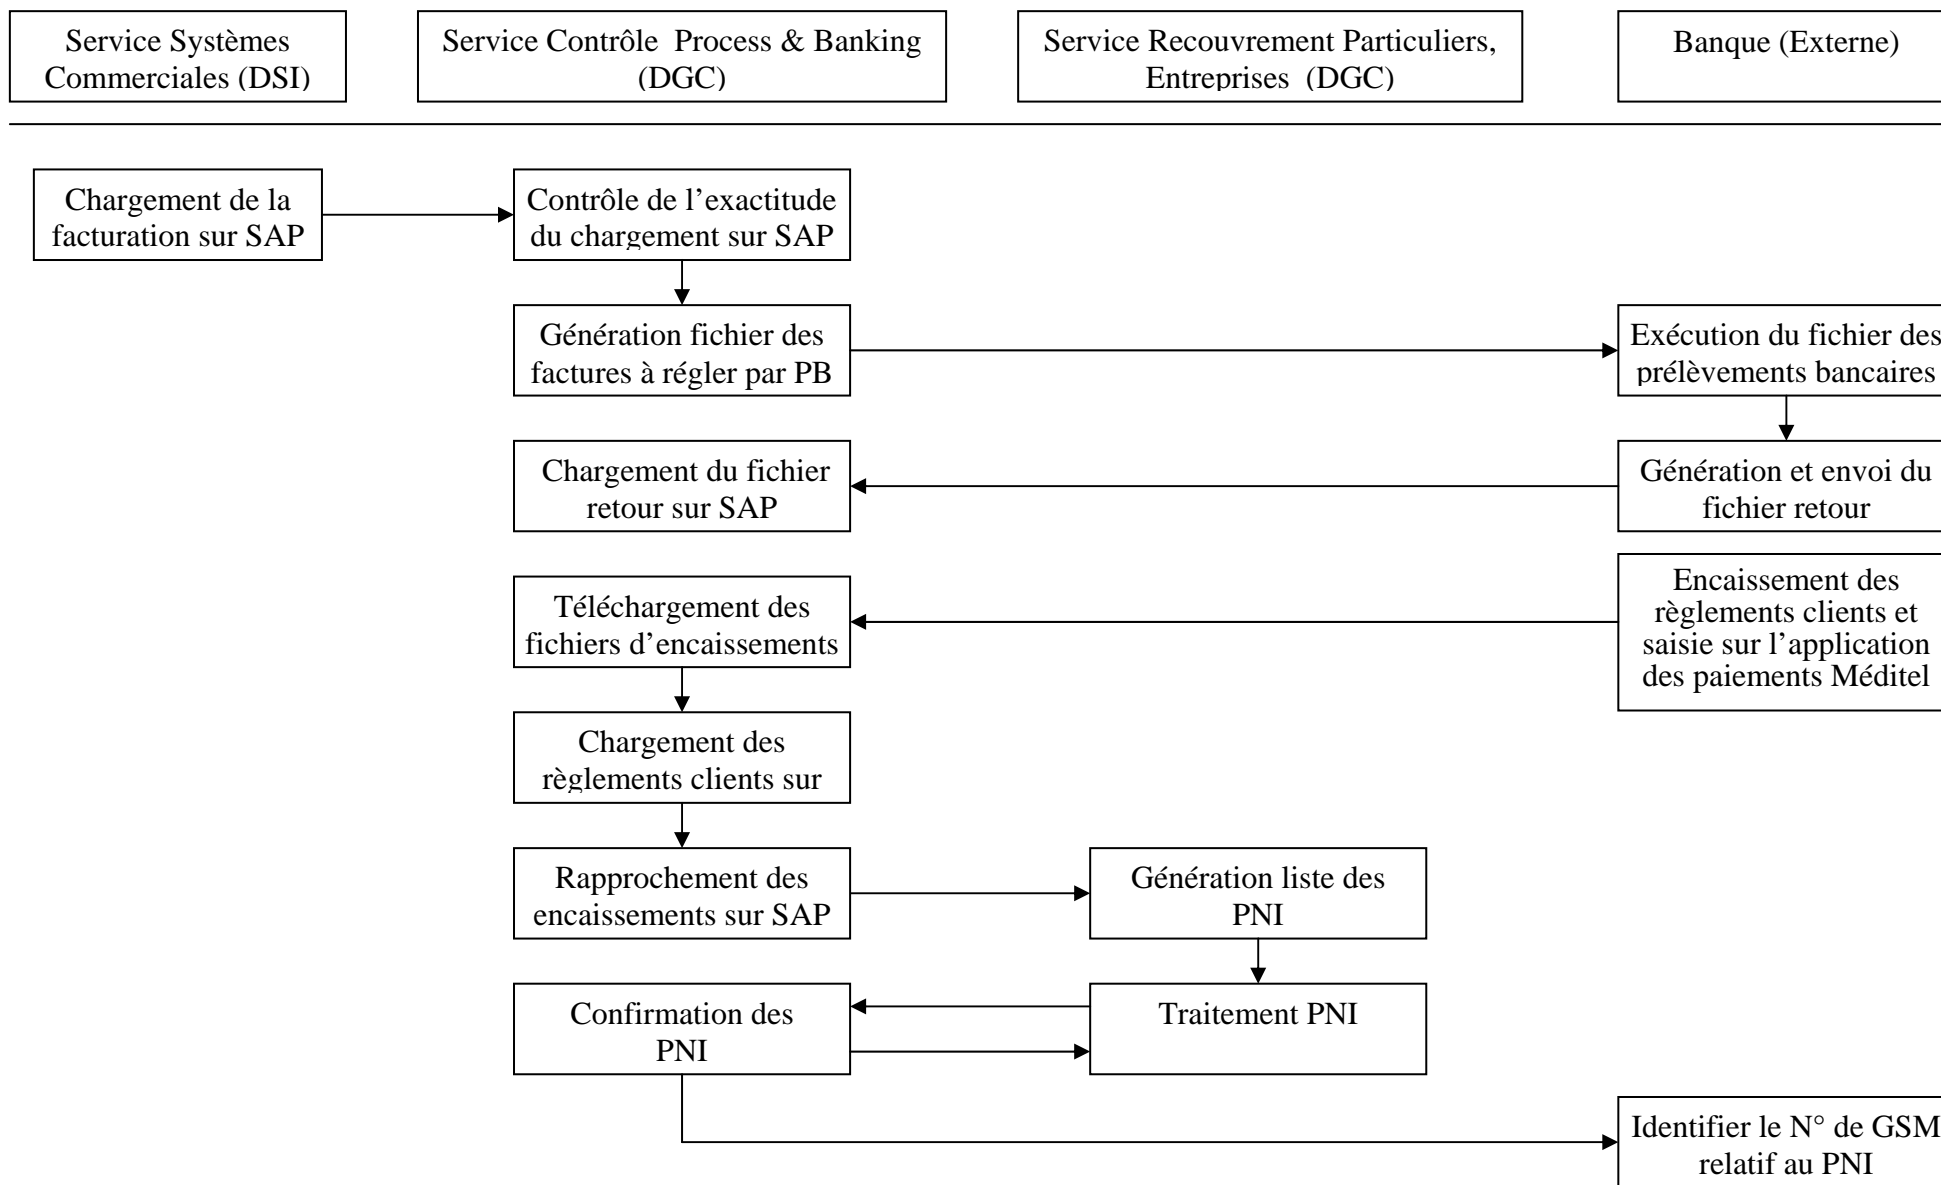 Service Systèmes
Commerciales (DSI)
Service Contrôle  Process & Banking
(DGC)
Service Recouvrement Particuliers,
Entreprises  (DGC)
Banque (Externe)
Chargement de la
facturation sur SAP
Contrôle de l’exactitude
du chargement sur SAP
Génération fichier des
factures à régler par PB
Exécution du fichier des
prélèvements bancaires
Chargement du fichier
retour sur SAP
Génération et envoi du
fichier retour
Téléchargement des
fichiers d’encaissements
Encaissement des
règlements clients et
saisie sur l’application
des paiements Méditel
Chargement des
règlements clients sur
Rapprochement des
encaissements sur SAP
Génération liste des
PNI
Confirmation des
PNI
Traitement PNI
Identifier le N° de GSM
relatif au PNI